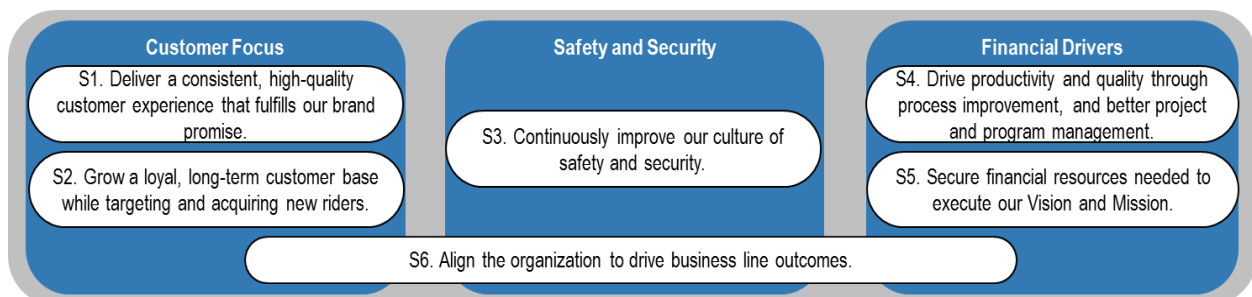 Customer Focus
S1. Deliver a consistent, high-quality
customer experience that fulfills our brand
promise.
S2. Grow a loyal, long-term customer base
while targeting and acquiring new riders.
Safety and Security
S3. Continuously improve our culture of
safety and security.
Financial Drivers
S4. Drive productivity and quality through
process improvement, and better project
and program management.
S5. Secure financial resources needed to
execute our Vision and Mission.
S6. Align the organization to drive business line outcomes.